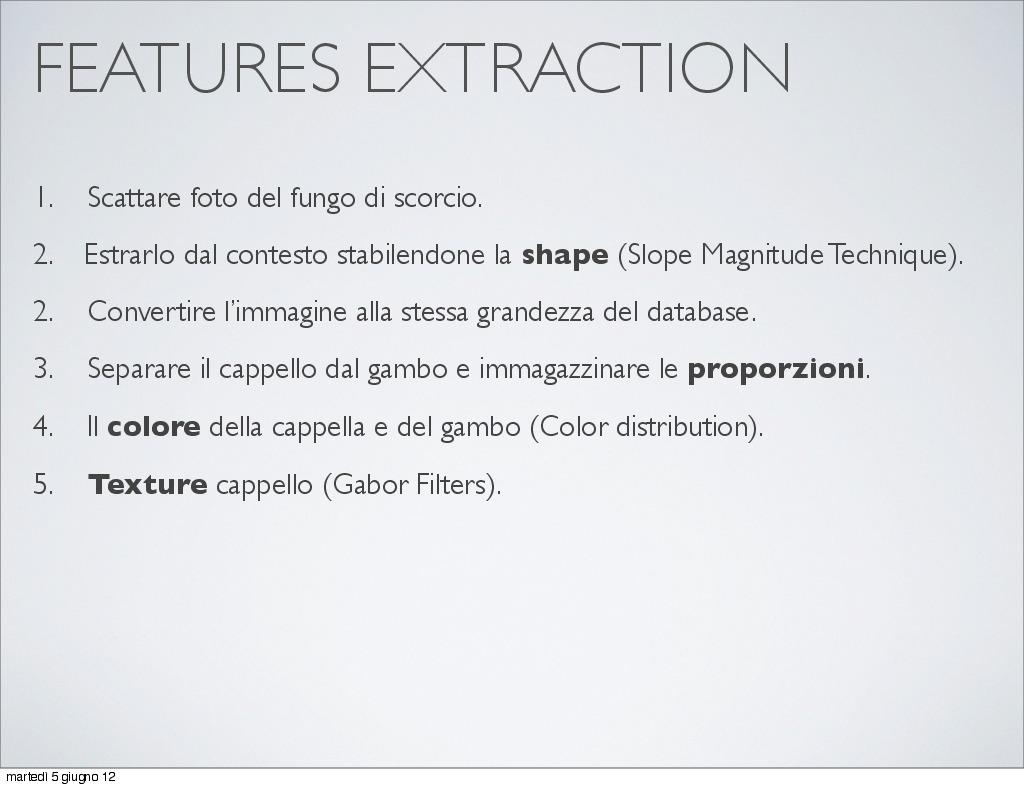 FEATURES EXTRACTION
1. Scattare foto del fungo di scorcio.
2. Estrarlo dal contesto stabilendone la shape (Slope Magnitude Technique).
2. Convertire l’immagine alla stessa grandezza del database.
3. Separare il cappello dal gambo e immagazzinare le proporzioni.
4. Il colore della cappella e del gambo (Color distribution).
5. Texture cappello (Gabor Filters).
martedì 5 giugno 12